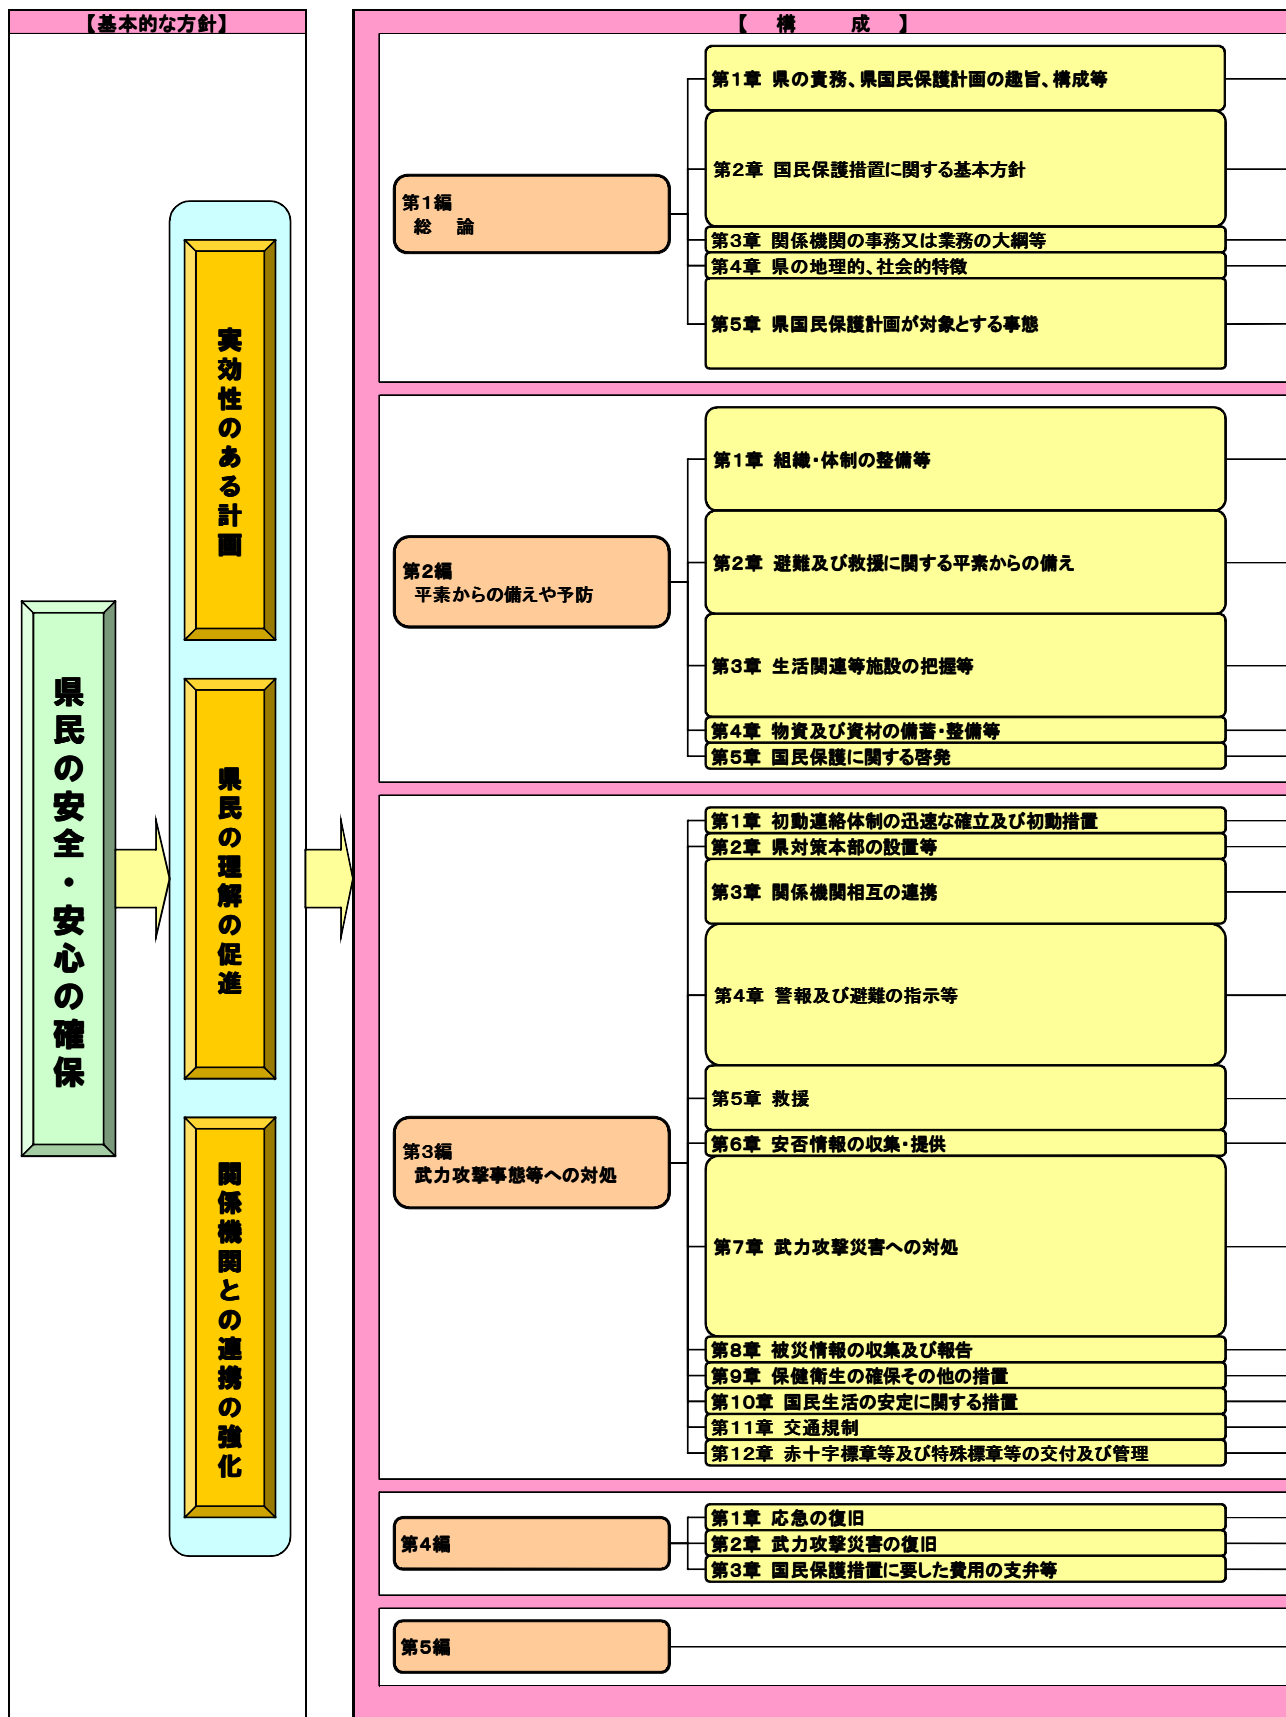 【基本的な方針】
県民の安全・安心の確保
実効性のある計画
県民の理解の促進
関係機関との連携の強化
【　構　　成　】
第1編
総　論
第1章 県の責務、県国民保護計画の趣旨、構成等
第2章 国民保護措置に関する基本方針
第3章 関係機関の事務又は業務の大綱等
第4章 県の地理的、社会的特徴
第5章 県国民保護計画が対象とする事態
第2編
平素からの備えや予防
第1章 組織・体制の整備等
第2章 避難及び救援に関する平素からの備え
第3章 生活関連等施設の把握等
第4章 物資及び資材の備蓄・整備等
第5章 国民保護に関する啓発
第3編
武力攻撃事態等への対処
第1章 初動連絡体制の迅速な確立及び初動措置
第2章 県対策本部の設置等
第3章 関係機関相互の連携
第4章 警報及び避難の指示等
第5章 救援
第6章 安否情報の収集・提供
第7章 武力攻撃災害への対処
第8章 被災情報の収集及び報告
第9章 保健衛生の確保その他の措置
第10章 国民生活の安定に関する措置
第11章 交通規制
第12章 赤十字標章等及び特殊標章等の交付及び管理
第4編
第1章 応急の復旧
第2章 武力攻撃災害の復旧
第3章 国民保護措置に要した費用の支弁等
第5編